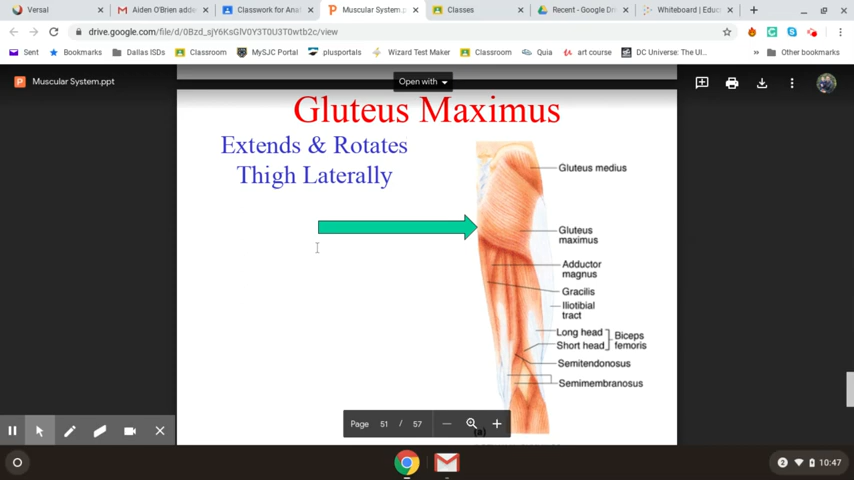 Versal
Aiden O'Brien adde
Classwork for Anal
Muscular System.p
Classes
Recent - Google Dri
Whiteboard | Educ
drive.google.com/file/d/0Bzd_sjY6KsGlV0Y3T0U3T0wtb2c/view
Sent
Bookmarks
Dallas ISDs
Classroom
MySJC Portal
plusportals
Wizard Test Maker
Classroom
Quia
art course
DC Universe: The Ul...
Other bookmarks
Muscular System.ppt
Open with
Gluteus Maximus
Extends & Rotates
Thigh Laterally
Gluteus medius
Gluteus
maximus
Adductor
magnus
Gracilis
Iliotibial
tract
Long head
Short head
Biceps
femoris
Semitendonosus
Semimembranosus
(a)
Page 51 / 57
2
10:47